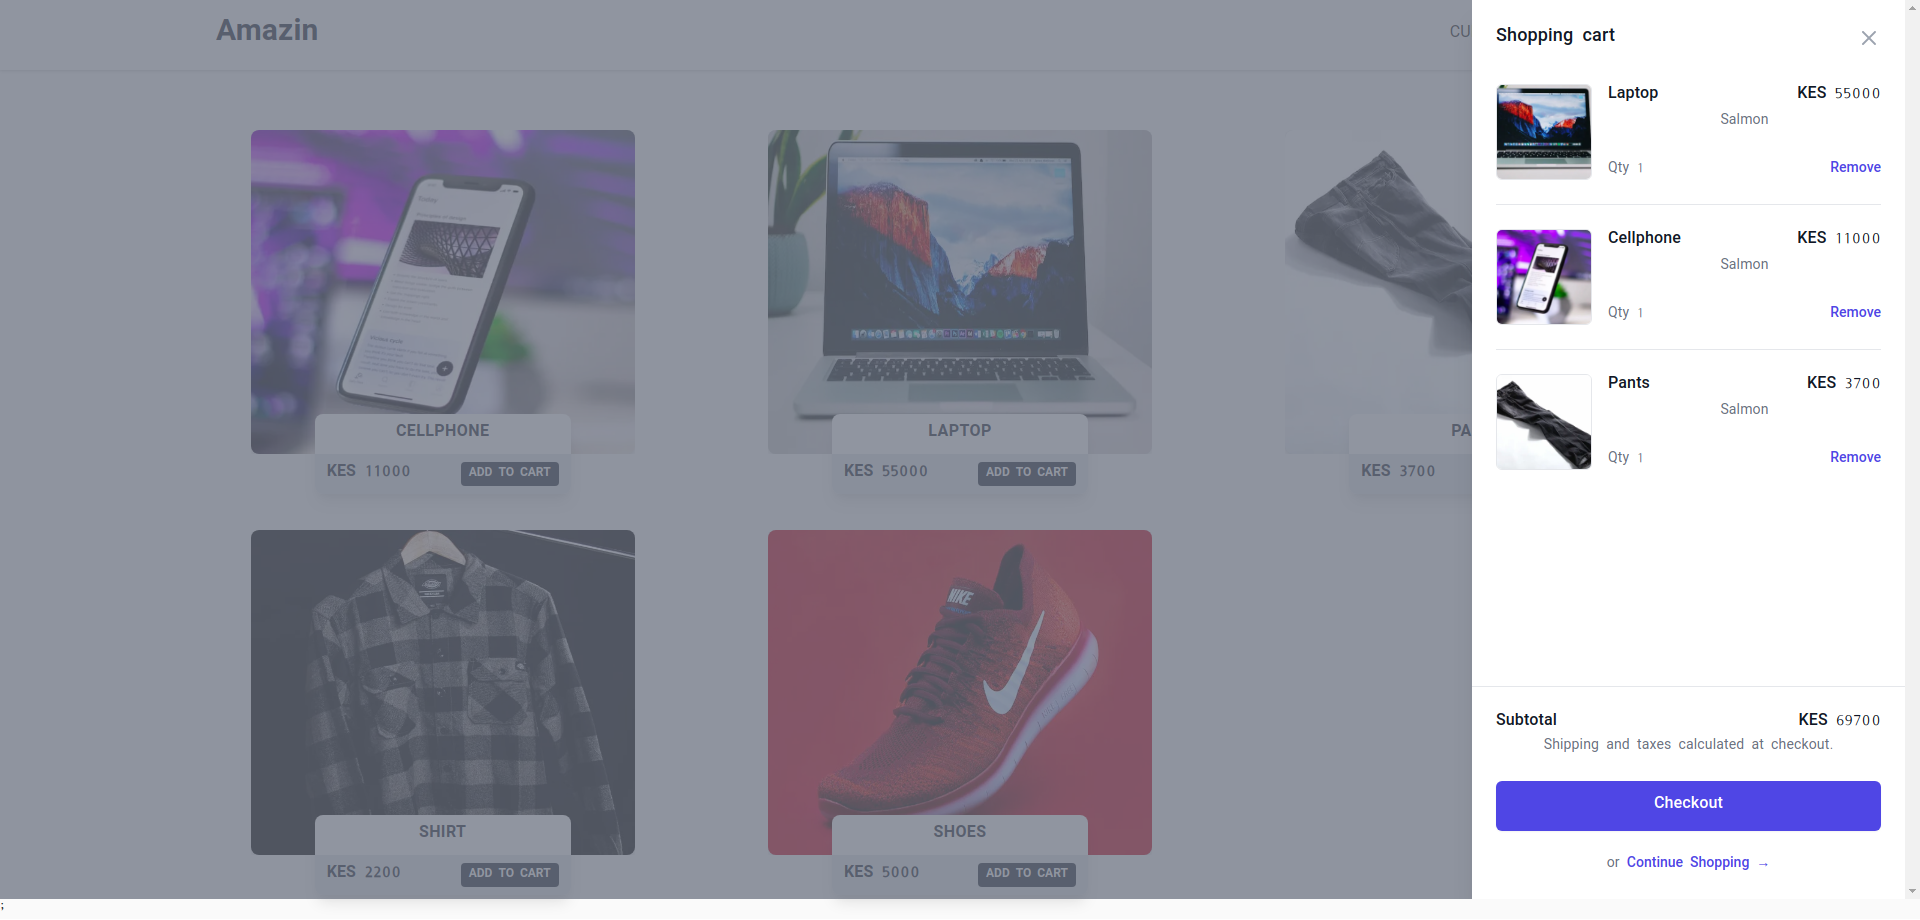 Amazin
CU
CELLPHONE
KES 11000
ADD TO CART
LAPTOP
KES 55000
ADD TO CART
PA
KES 3700
NIKE
SHIRT
KES 2200
ADD TO CART
SHOES
KES 5000
ADD TO CART
;
Shopping cart
Laptop
KES 55000
Salmon
Qty 1
Remove
Cellphone
KES 11000
Salmon
Qty 1
Remove
Pants
KES 3700
Salmon
Qty 1
Remove
Subtotal
KES 69700
Shipping and taxes calculated at checkout.
Checkout
or Continue Shopping →